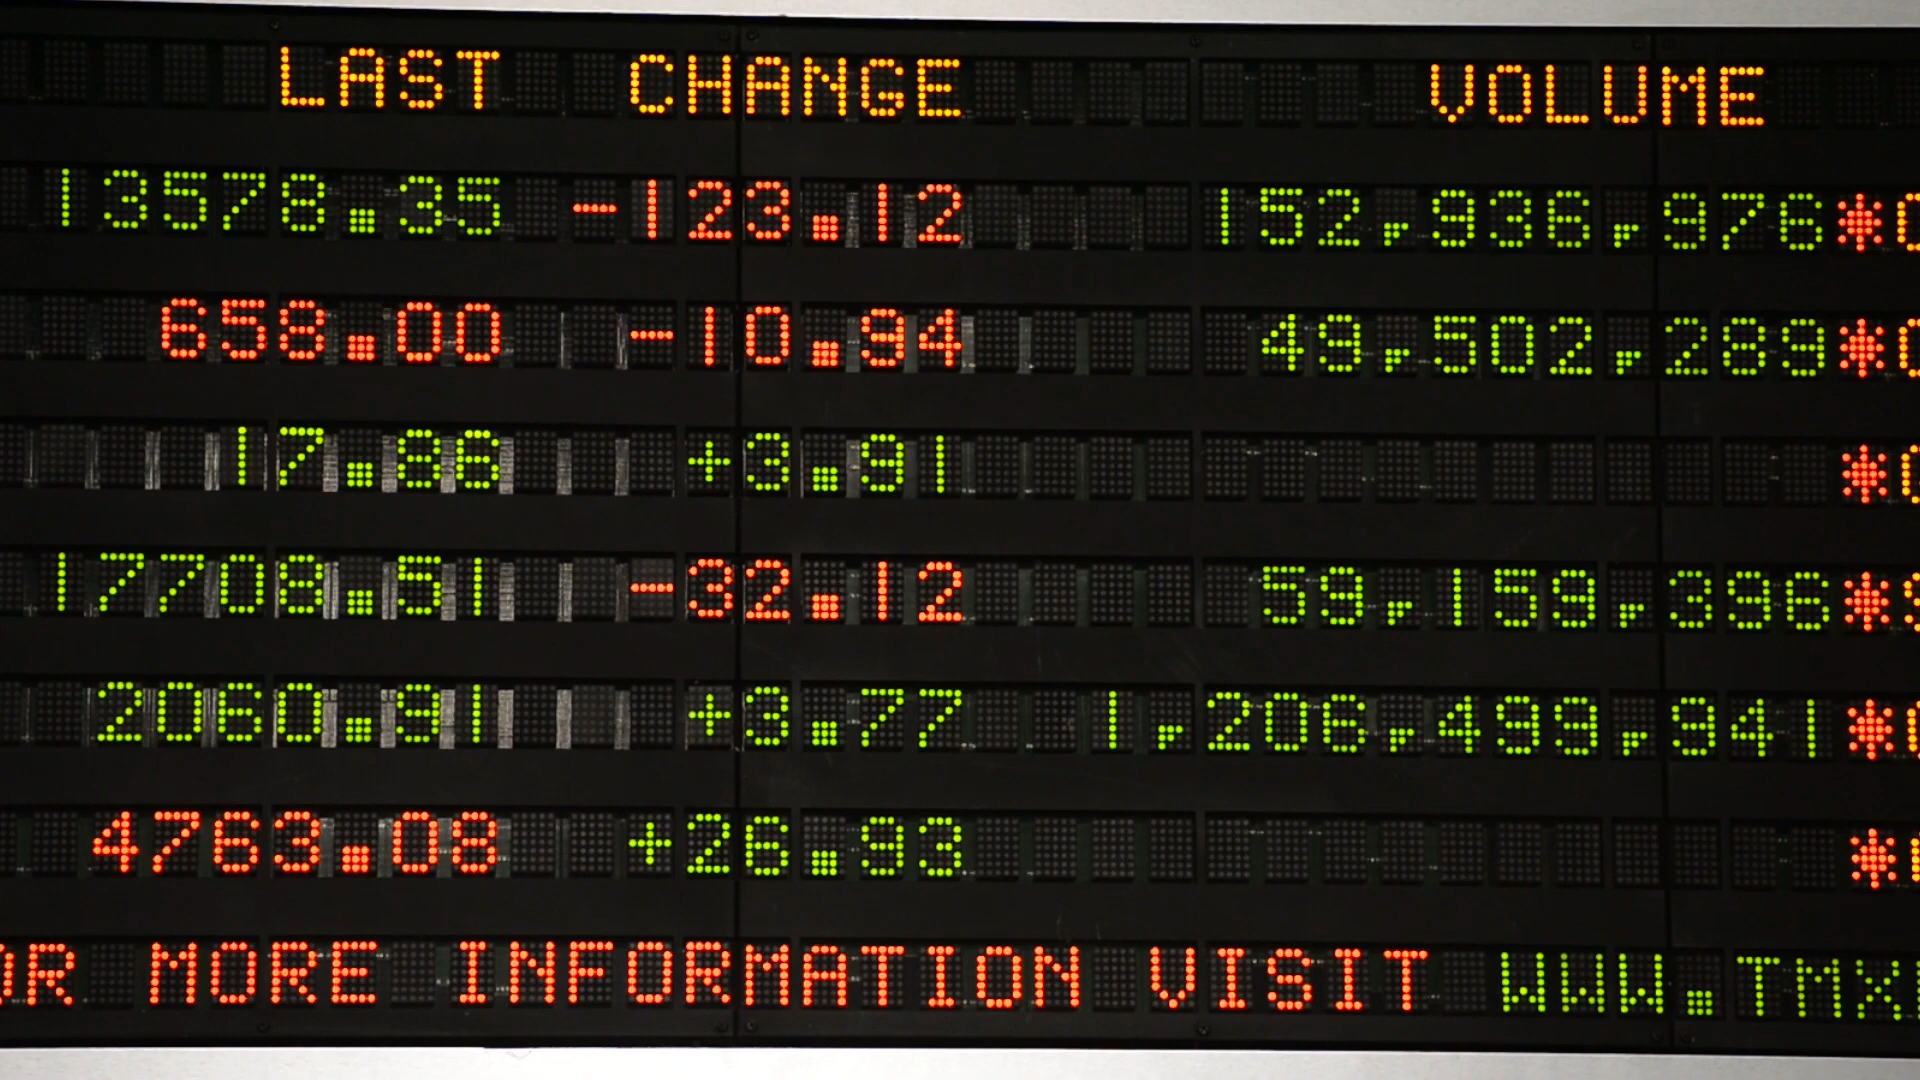 LAST CHANGE VOLUME
13578.35 -123.12 152,936,976 *
658.00 -10.94 49,502,289 *
17.86 +3.91 *
17708.51 -32.12 59,159,396 *
2060.91 +3.77 1,206,499,941 *
4763.08 +26.93 *
OR MORE INFORMATION VISIT WWW.TMX